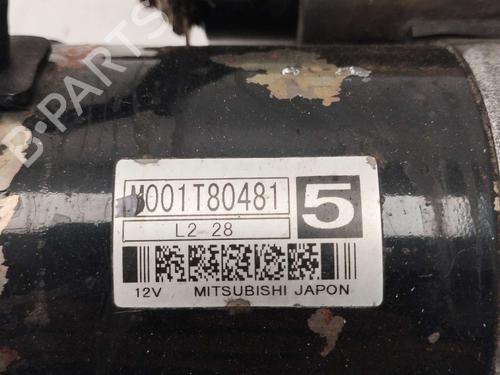 B-PARTS
M001T80481
5
L2 28
12V MITSUBISHI JAPON